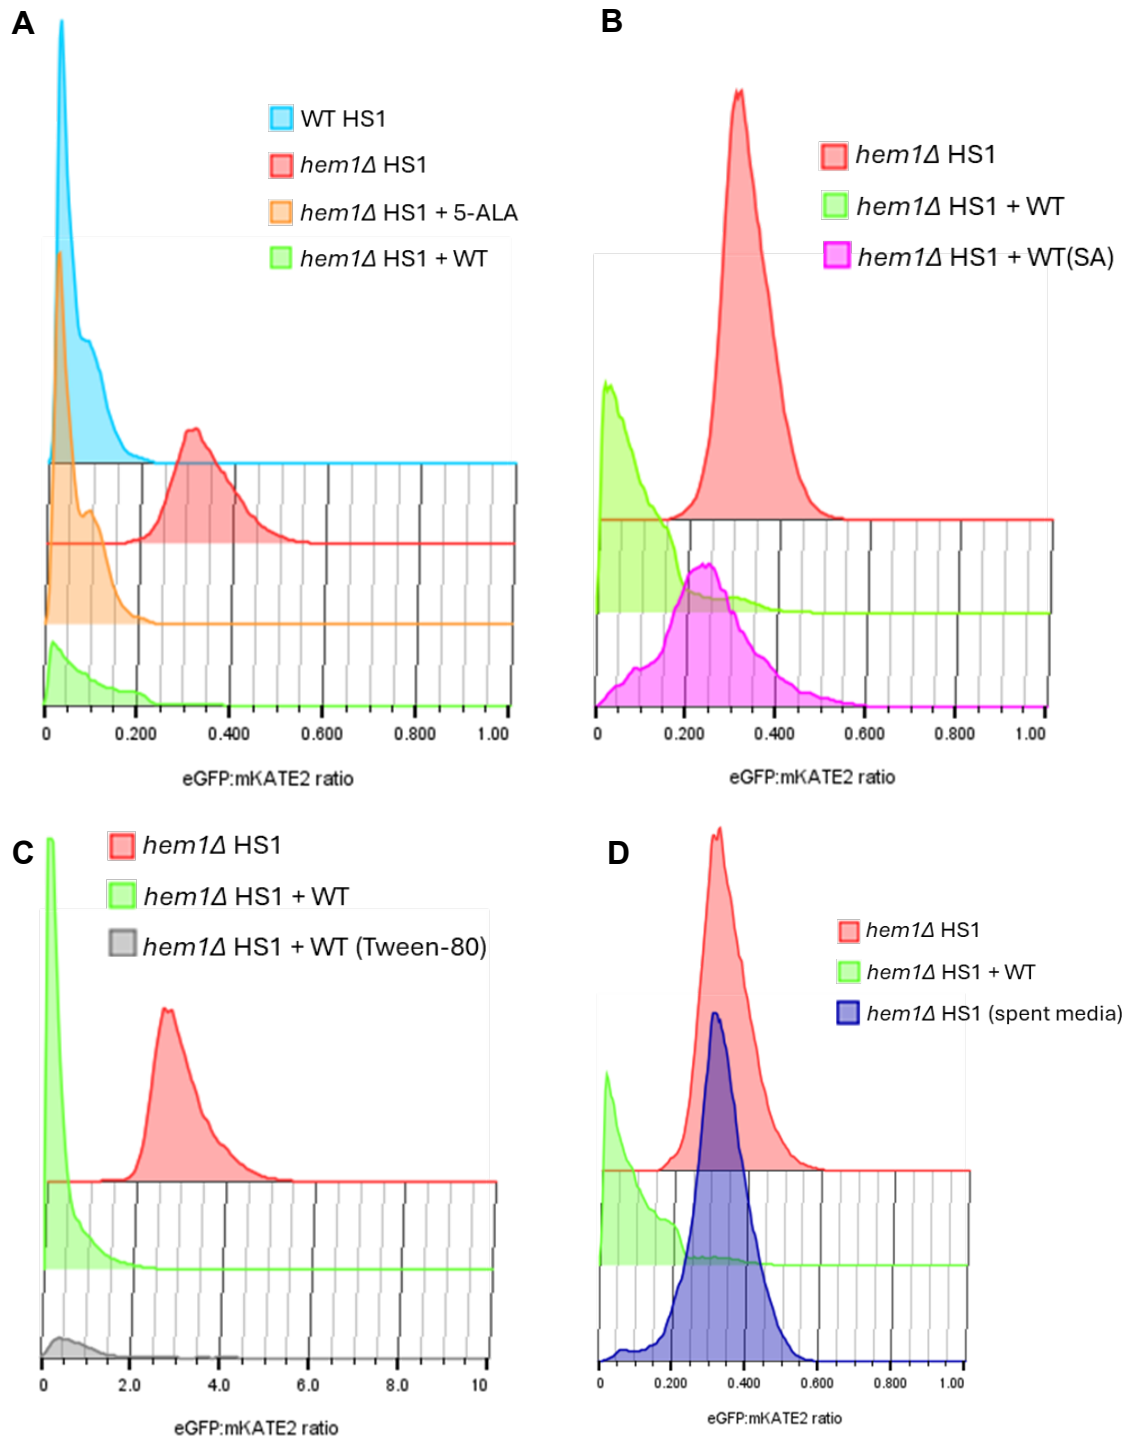 A
WT HS1
hem1Δ HS1
hem1Δ HS1 + 5-ALA
hem1Δ HS1 + WT
0 0.200 0.400 0.600 0.800 1.00
eGFP:mKATE2 ratio
B
hem1Δ HS1
hem1Δ HS1 + WT
hem1Δ HS1 + WT(SA)
0 0.200 0.400 0.600 0.800 1.00
eGFP:mKATE2 ratio
C
hem1Δ HS1
hem1Δ HS1 + WT
hem1Δ HS1 + WT (Tween-80)
0 2.0 4.0 6.0 8.0 10
eGFP:mKATE2 ratio
D
hem1Δ HS1
hem1Δ HS1 + WT
hem1Δ HS1 (spent media)
0 0.200 0.400 0.600 0.800 1.00
eGFP:mKATE2 ratio